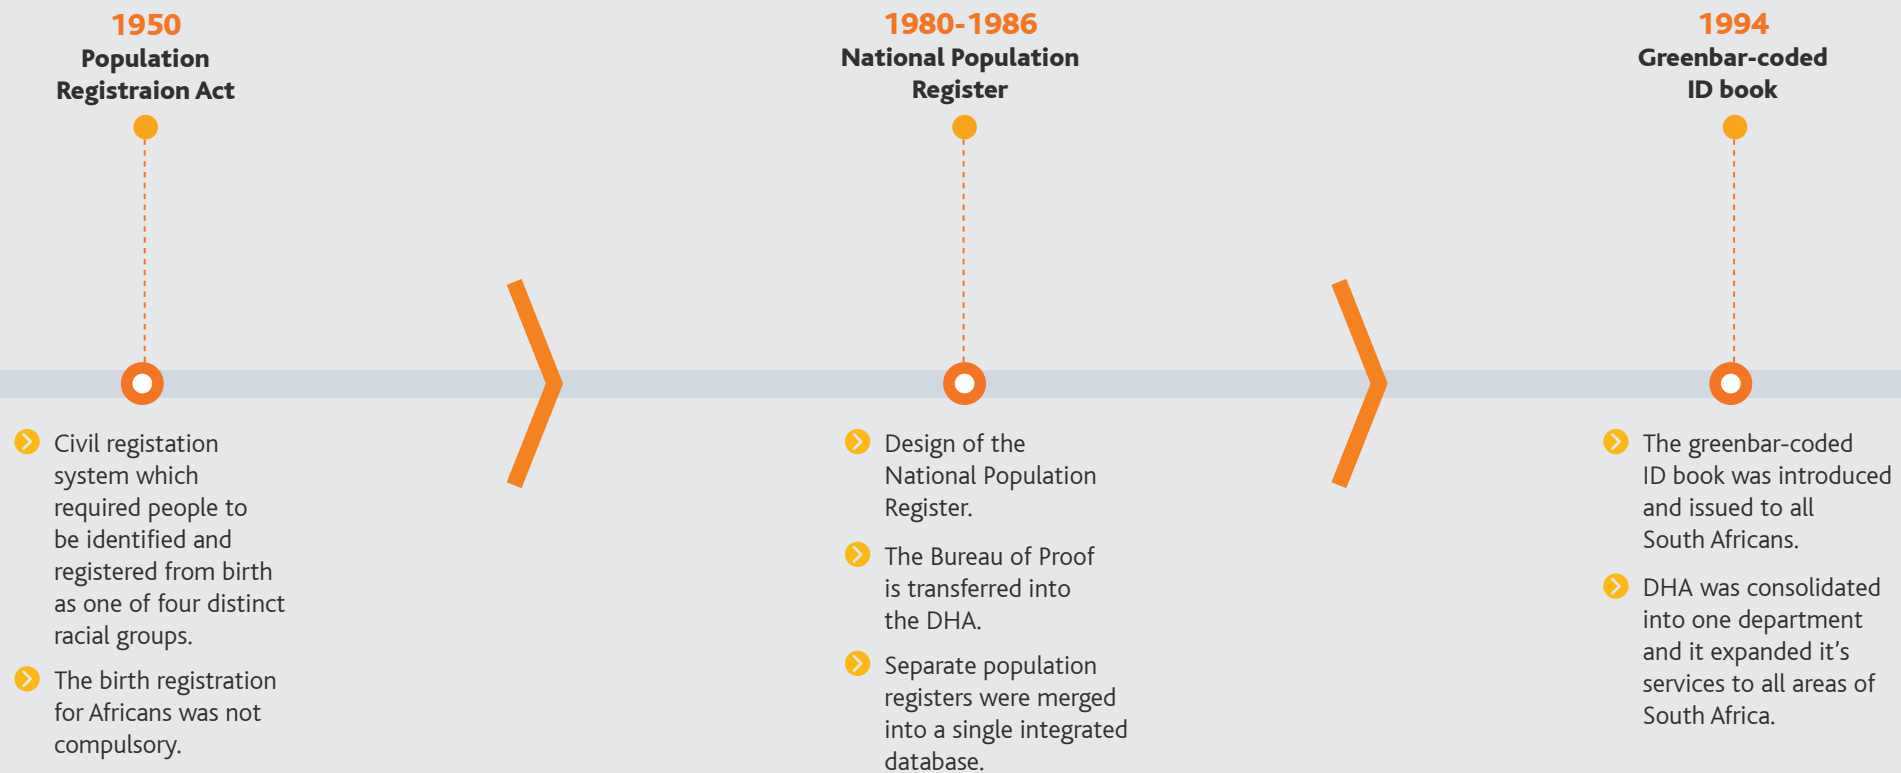 1950
Population
Registraion Act
Civil registation
system which
required people to
be identified and
registered from birth
as one of four distinct
racial groups.
The birth registration
for Africans was not
compulsory.
1980-1986
National Population
Register
Design of the
National Population
Register.
The Bureau of Proof
is transferred into
the DHA.
Separate population
registers were merged
into a single integrated
database.
1994
Greenbar-coded
ID book
The greenbar-coded
ID book was introduced
and issued to all
South Africans.
DHA was consolidated
into one department
and it expanded it’s
services to all areas of
South Africa.